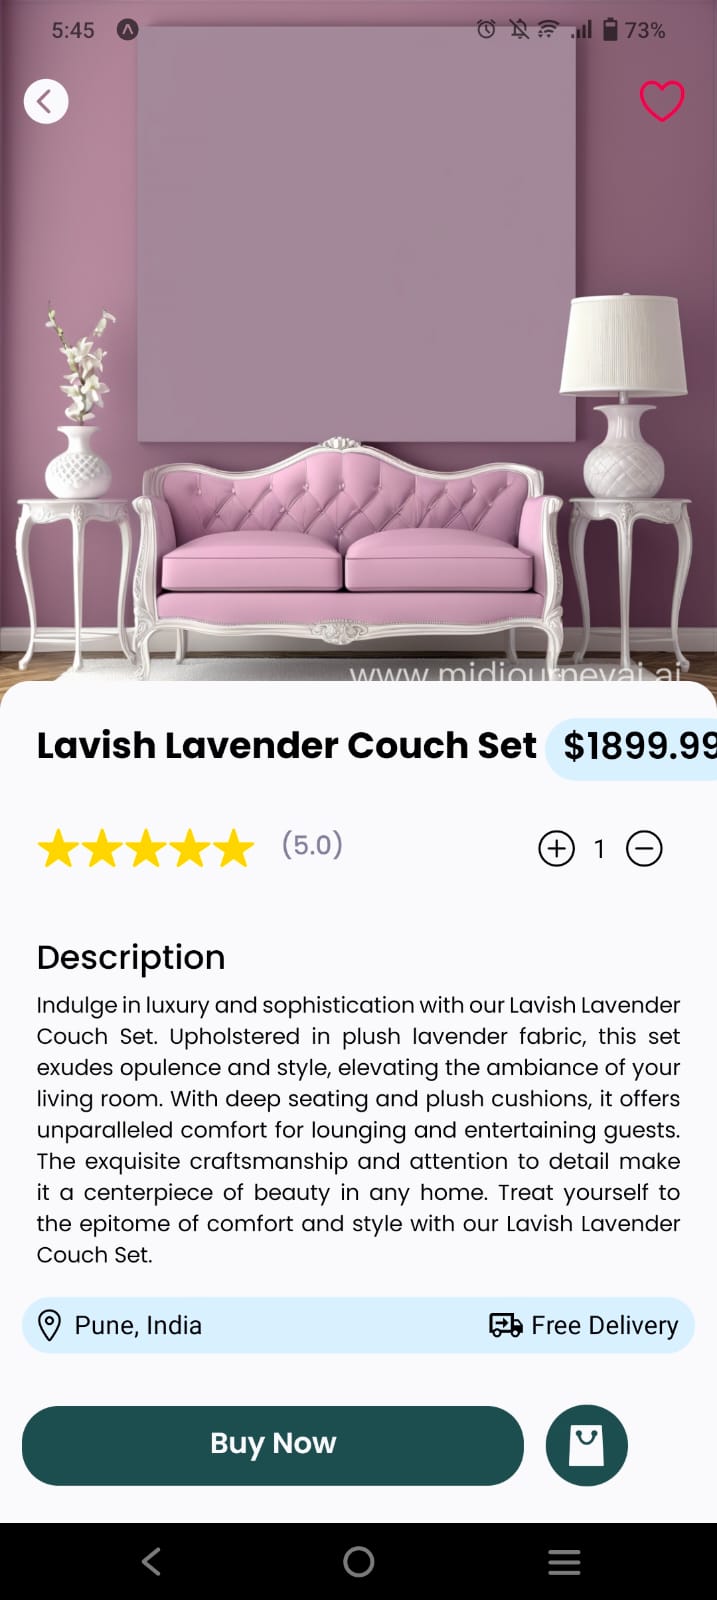 5:45 73%
www.midjourneyai.ai
Lavish Lavender Couch Set $1899.99
(5.0) 1
Description
Indulge in luxury and sophistication with our Lavish Lavender
Couch Set. Upholstered in plush lavender fabric, this set
exudes opulence and style, elevating the ambiance of your
living room. With deep seating and plush cushions, it offers
unparalleled comfort for lounging and entertaining guests.
The exquisite craftsmanship and attention to detail make
it a centerpiece of beauty in any home. Treat yourself to
the epitome of comfort and style with our Lavish Lavender
Couch Set.
Pune, India Free Delivery
Buy Now